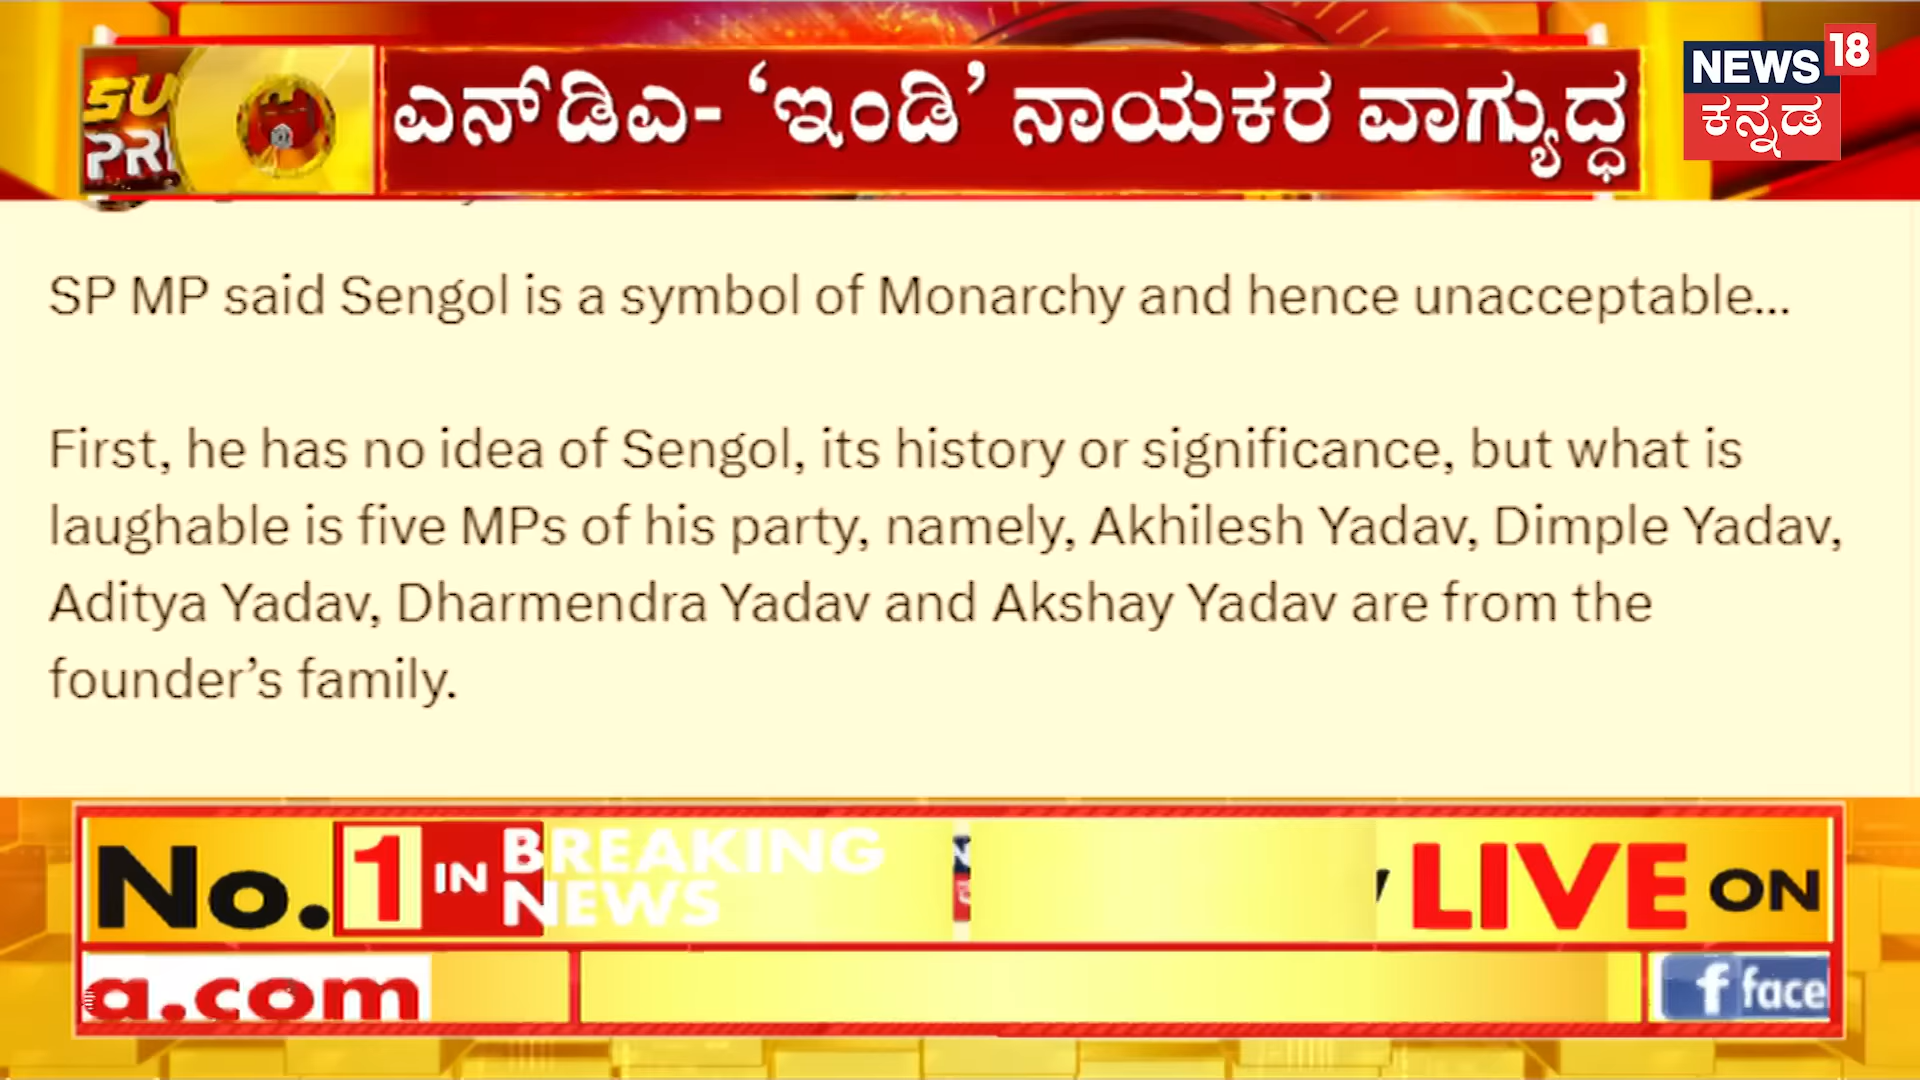 ಎನ್‌ಡಿಎ- ‘ಇಂಡಿ’ ನಾಯಕರ ವಾಗ್ಯುದ್ಧ
NEWS 18
ಕನ್ನಡ
SP MP said Sengol is a symbol of Monarchy and hence unacceptable...
First, he has no idea of Sengol, its history or significance, but what is
laughable is five MPs of his party, namely, Akhilesh Yadav, Dimple Yadav,
Aditya Yadav, Dharmendra Yadav and Akshay Yadav are from the
founder’s family.
No.1 IN BREAKING
NEWS
LIVE ON
a.com
f face